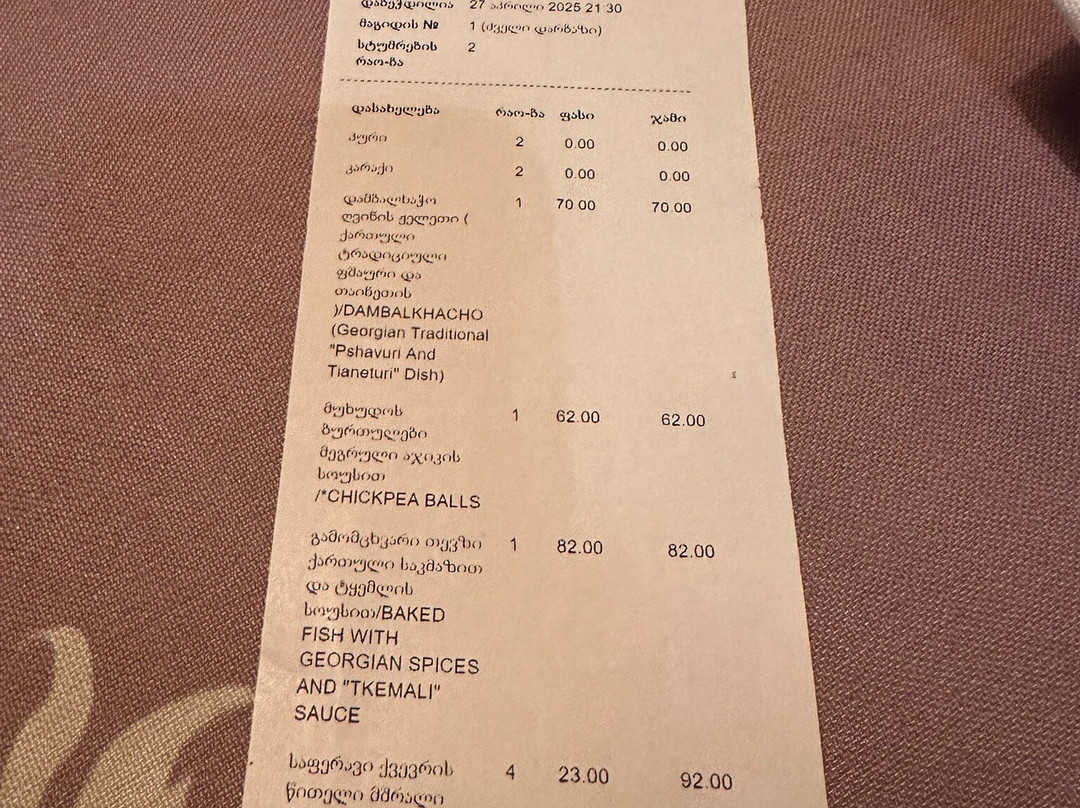 დაბეჭდილია 27 აპრილი 2025 21:30
მაგიდის № 1 (ძველი დარბაზი)
სტუმრების 2
რაო-ბა
დასახელება რაო-ბა ფასი ჯამი
პური 2 0.00 0.00
კარაქი 2 0.00 0.00
დამბალხაჭო 1 70.00 70.00
ღვინის ჟელეთი (
ქართული
ტრადიციული
ფშაური და
თიანეთის
)/DAMBALKHACHO
(Georgian Traditional
"Pshavuri And
Tianeturi" Dish)
მუხუდოს 1 62.00 62.00
ბურთულები
მეგრული აჯიკის
სოუსით
/*CHICKPEA BALLS
გამომცხვარი თევზი 1 82.00 82.00
ქართული საკმაზით
და ტყემლის
სოუსით/BAKED
FISH WITH
GEORGIAN SPICES
AND "TKEMALI"
SAUCE
საფერავი ქვევრის 4 23.00 92.00
წითელი მშრალი